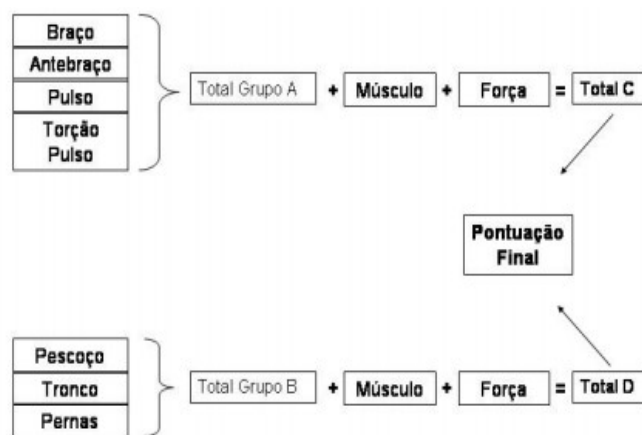 Braço
Antebraço
Pulso
Torção
Pulso
Total Grupo A + Músculo + Força = Total C
Pontuação
Final
Pescoço
Tronco
Pernas
Total Grupo B + Músculo + Força = Total D